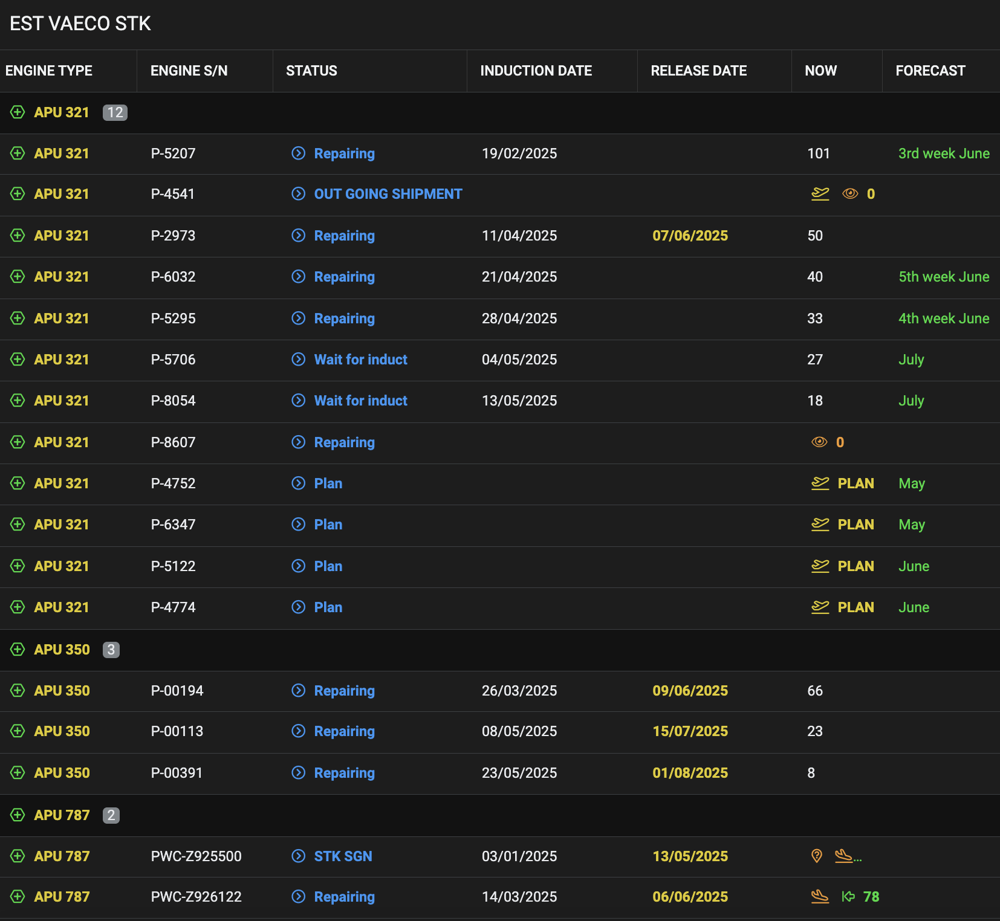 EST VAECO STK
ENGINE TYPE ENGINE S/N STATUS INDUCTION DATE RELEASE DATE NOW FORECAST
APU 321 12
APU 321 P-5207 Repairing 19/02/2025 101 3rd week June
APU 321 P-4541 OUT GOING SHIPMENT 0
APU 321 P-2973 Repairing 11/04/2025 07/06/2025 50
APU 321 P-6032 Repairing 21/04/2025 40 5th week June
APU 321 P-5295 Repairing 28/04/2025 33 4th week June
APU 321 P-5706 Wait for induct 04/05/2025 27 July
APU 321 P-8054 Wait for induct 13/05/2025 18 July
APU 321 P-8607 Repairing 0
APU 321 P-4752 Plan PLAN May
APU 321 P-6347 Plan PLAN May
APU 321 P-5122 Plan PLAN June
APU 321 P-4774 Plan PLAN June
APU 350 3
APU 350 P-00194 Repairing 26/03/2025 09/06/2025 66
APU 350 P-00113 Repairing 08/05/2025 15/07/2025 23
APU 350 P-00391 Repairing 23/05/2025 01/08/2025 8
APU 787 2
APU 787 PWC-Z925500 STK SGN 03/01/2025 13/05/2025 ...
APU 787 PWC-Z926122 Repairing 14/03/2025 06/06/2025 78